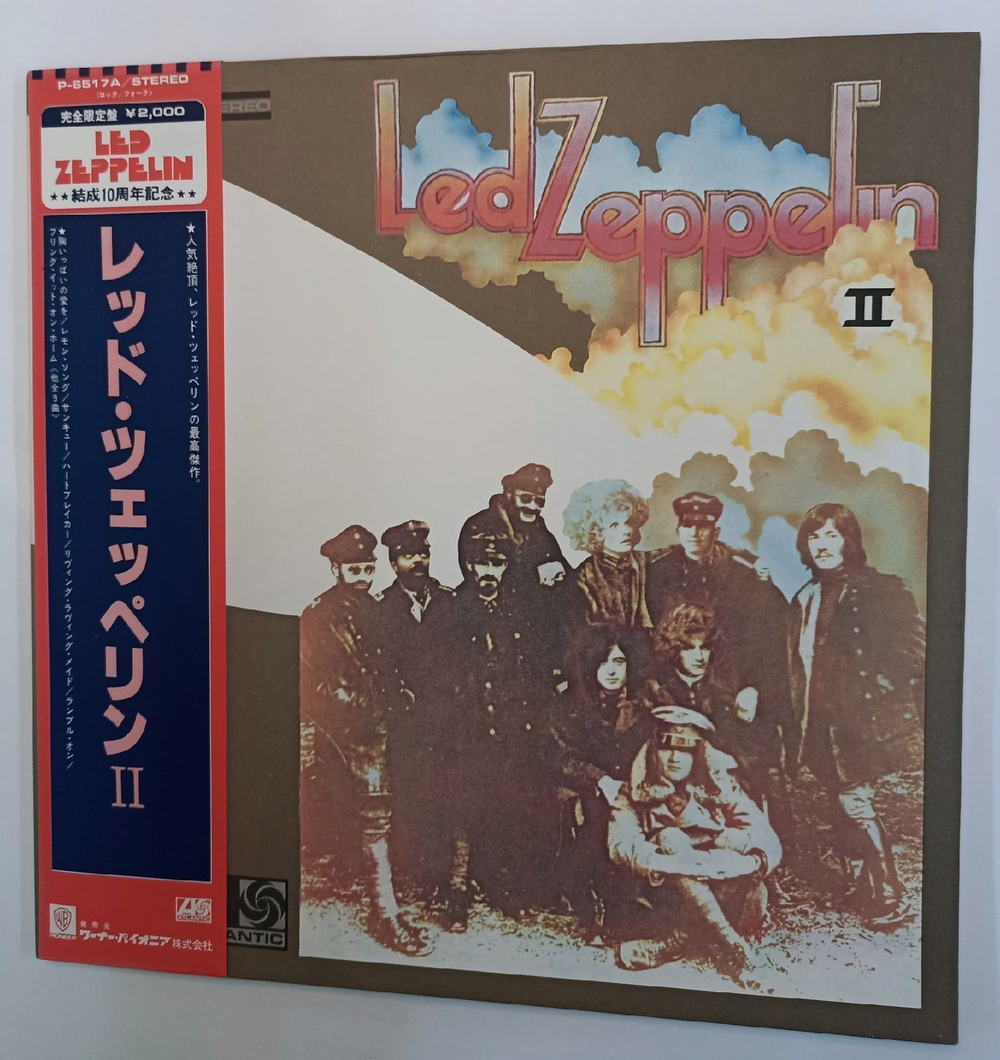 P-6517A/STEREO
(ロック/フォーク)
完全限定盤 ¥2,000
LED
ZEPPELIN
★★結成10周年記念★★
★人気絶頂、レッド・ツェッペリンの最高傑作。
レッド・ツェッペリンII
★胸いっぱいの愛を/レモン・ソング/サンキュー/ハートブレイカー/リヴィング・ラヴィング・メイド/ランブル・オン/
ブリング・イット・オン・ホーム(他全9曲)
WB
PIONEER
発売元
ワーナー・パイオニア株式会社
ATLANTIC
EREO
Led Zeppelin
II
ANTIC